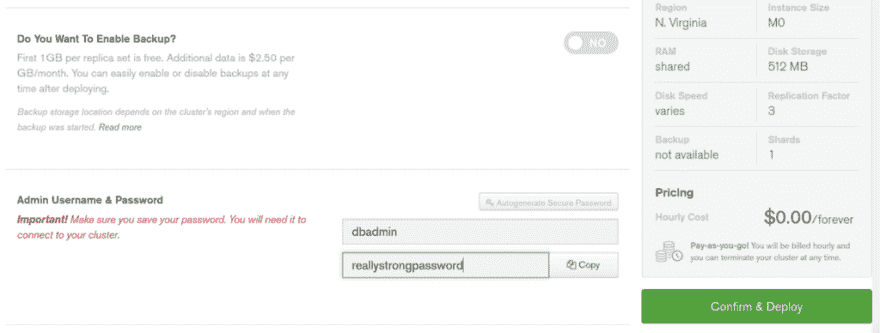 Do You Want To Enable Backup?
First 1GB per replica set is free. Additional data is $2.50 per
GB/month. You can easily enable or disable backups at any
time after deploying.
Backup storage location depends on the cluster's region and when the
backup was started. Read more
NO
Admin Username & Password
Important! Make sure you save your password. You will need it to
connect to your cluster.
Autogenerate Secure Password
dbadmin
reallystrongpassword
Copy
Region
Instance Size
N. Virginia
M0
RAM
Disk Storage
shared
512 MB
Disk Speed
Replication Factor
varies
3
Backup
Shards
not available
1
Pricing
Hourly Cost
$0.00/forever
Pay-as-you-go! You will be billed hourly and
you can terminate your cluster at any time.
Confirm & Deploy